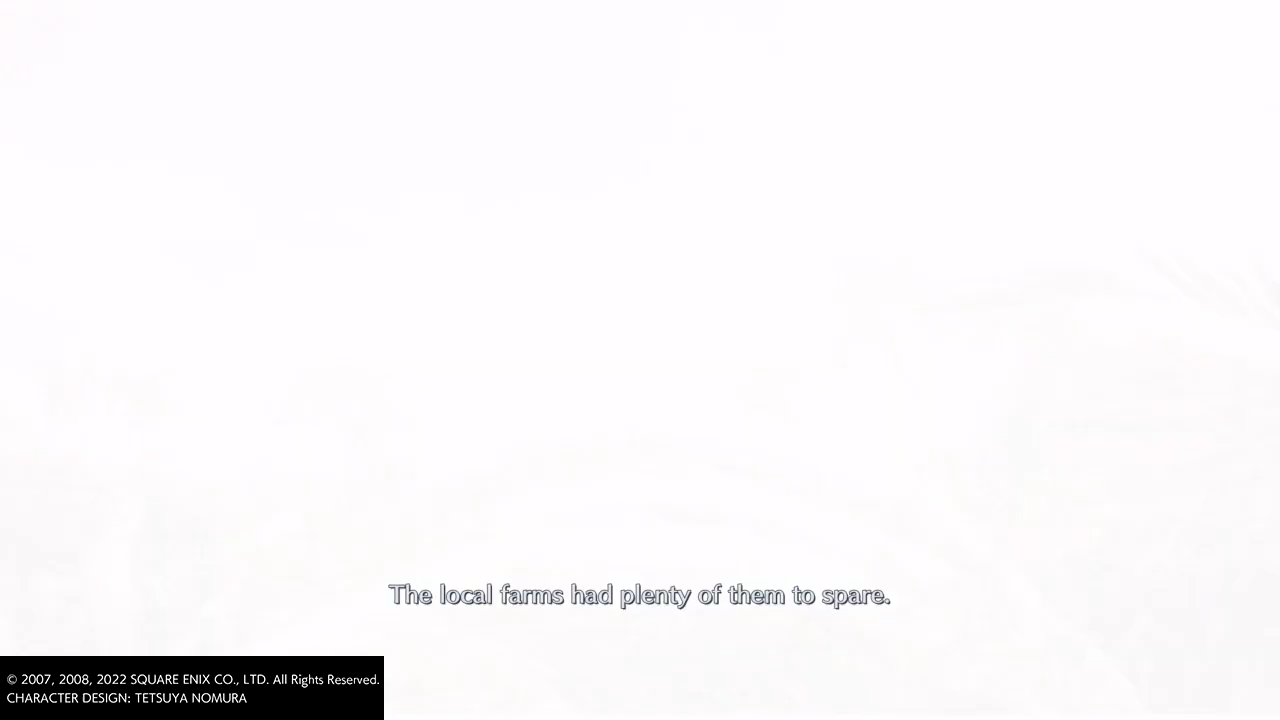 The local farms had plenty of them to spare.
© 2007, 2008, 2022 SQUARE ENIX CO., LTD. All Rights Reserved.
CHARACTER DESIGN: TETSUYA NOMURA